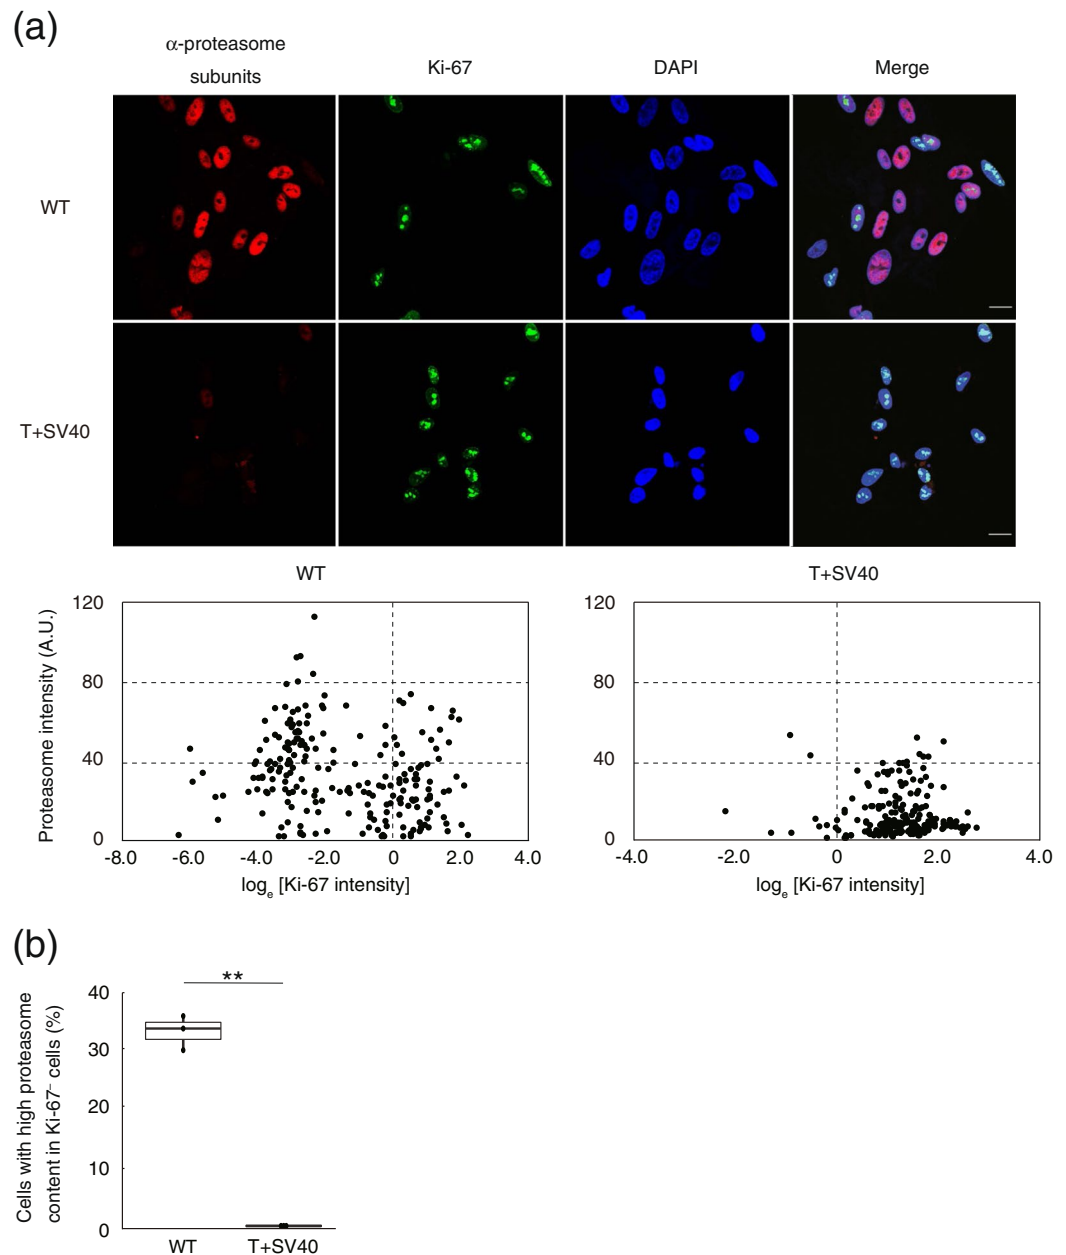 (a)
α-proteasome
subunits
Ki-67
DAPI
Merge
WT
T+SV40
WT
T+SV40
Proteasome intensity (A.U.)
120
80
40
0
-8.0 -6.0 -4.0 -2.0 0 2.0 4.0
logₑ [Ki-67 intensity]
120
80
40
0
-4.0 -2.0 0 2.0 4.0
logₑ [Ki-67 intensity]
(b)
Cells with high proteasome
content in Ki-67⁻ cells (%)
**
40
30
20
10
0
WT T+SV40